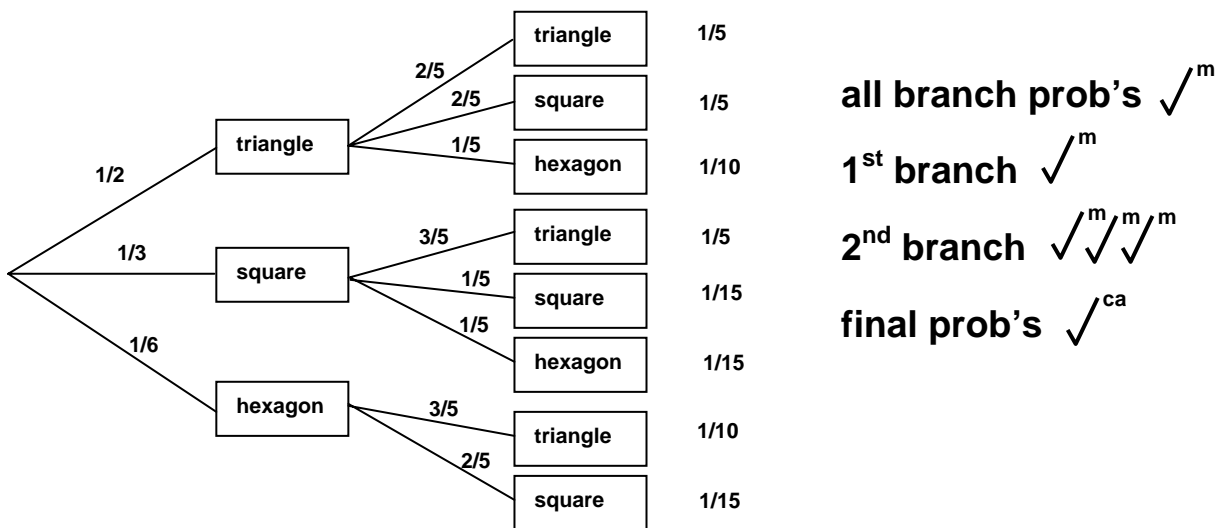 triangle 1/5
2/5
2/5 square 1/5 all branch prob's √ m
triangle
1/5 hexagon 1/10 1st branch √ m
1/2
3/5 triangle 1/5 2nd branch √ m √ m √ m
1/3
square 1/5 square 1/15
1/5 final prob's √ ca
1/6 hexagon 1/15
hexagon 3/5
triangle 1/10
2/5
square 1/15